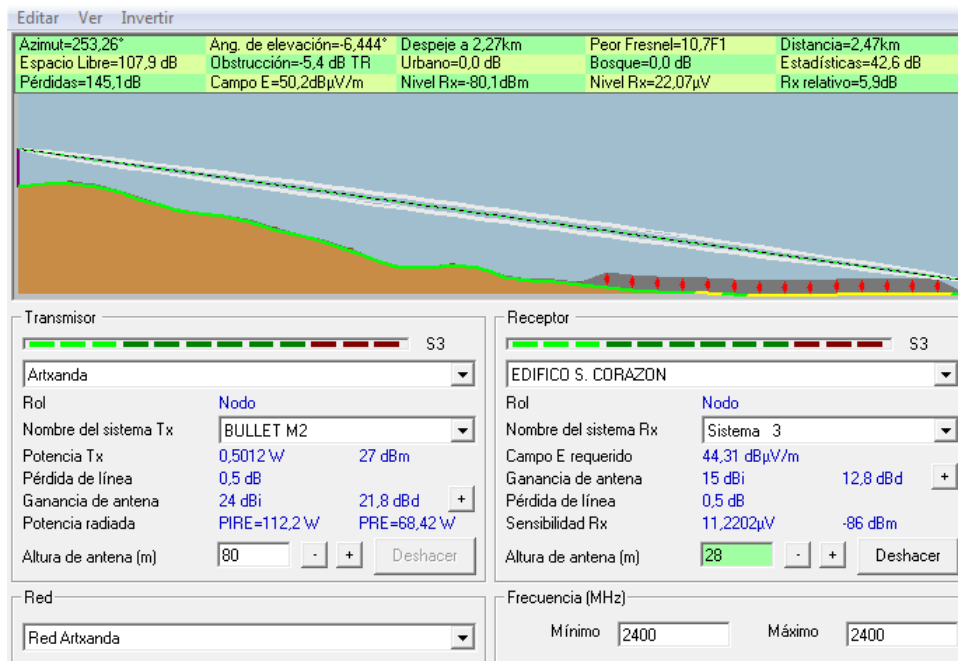 Editar Ver Invertir
Azimut=253,26° Ang. de elevación=-6,444° Despeje a 2,27km Peor Fresnel=10,7F1 Distancia=2,47km
Espacio Libre=107,9 dB Obstrucción=-5,4 dB TR Urbano=0,0 dB Bosque=0,0 dB Estadísticas=42,6 dB
Pérdidas=145,1dB Campo E=50,2dBµV/m Nivel Rx=-80,1dBm Nivel Rx=22,07µV Rx relativo=5,9dB
Transmisor
S3
Artxanda
Rol Nodo
Nombre del sistema Tx BULLET M2
Potencia Tx 0,5012 W 27 dBm
Pérdida de línea 0,5 dB
Ganancia de antena 24 dBi 21,8 dBd +
Potencia radiada PIRE=112,2 W PRE=68,42 W
Altura de antena (m) 80 - + Deshacer
Red
Red Artxanda
Receptor
S3
EDIFICO S. CORAZON
Rol Nodo
Nombre del sistema Rx Sistema 3
Campo E requerido 44,31 dBµV/m
Ganancia de antena 15 dBi 12,8 dBd +
Pérdida de línea 0,5 dB
Sensibilidad Rx 11,2202µV -86 dBm
Altura de antena (m) 28 - + Deshacer
Frecuencia (MHz)
Mínimo 2400 Máximo 2400